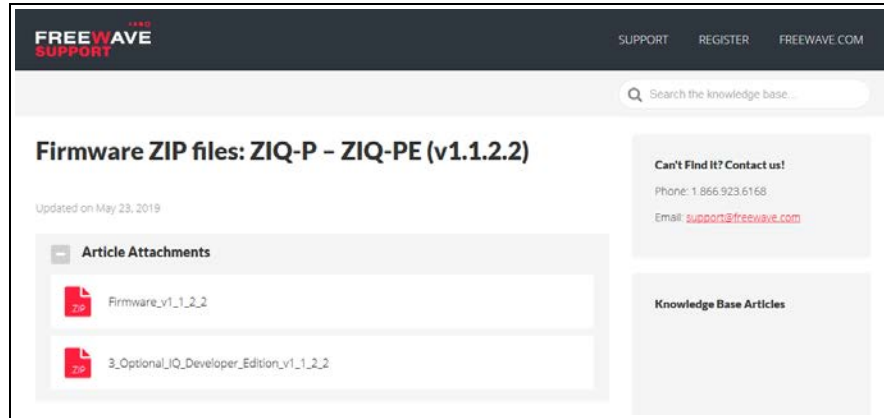 FREEWAVE
SUPPORT
SUPPORT REGISTER FREEWAVE.COM
Search the knowledge base...
Firmware ZIP files: ZIQ-P – ZIQ-PE (v1.1.2.2)
Updated on May 23, 2019
Article Attachments
ZIP Firmware_v1_1_2_2
ZIP 3_Optional_IQ_Developer_Edition_v1_1_2_2
Can't Find It? Contact us!
Phone: 1.866.923.6168
Email: support@freewave.com
Knowledge Base Articles